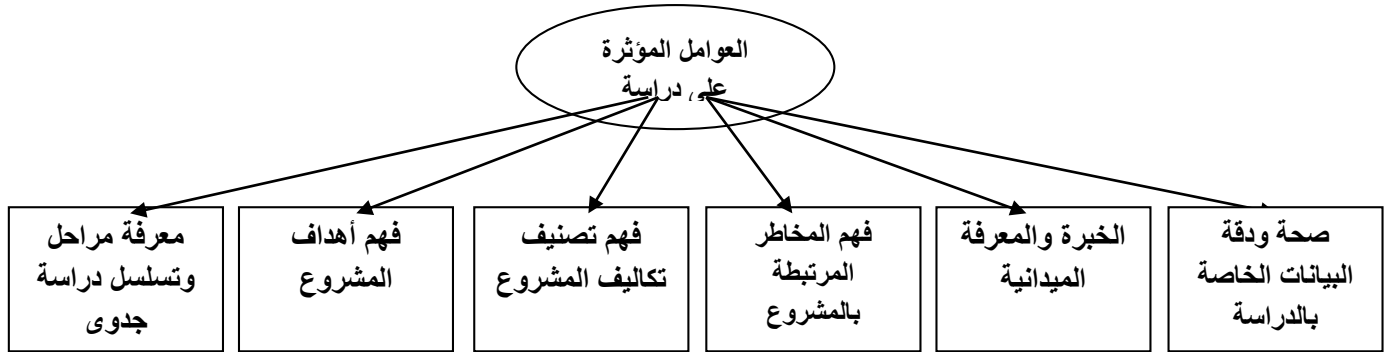 العوامل المؤثرة
على دراسة
صحة ودقة
البيانات الخاصة
بالدراسة
الخبرة والمعرفة
الميدانية
فهم المخاطر
المرتبطة
بالمشروع
فهم تصنيف
تكاليف المشروع
فهم أهداف
المشروع
معرفة مراحل
وتسلسل دراسة
جدوى